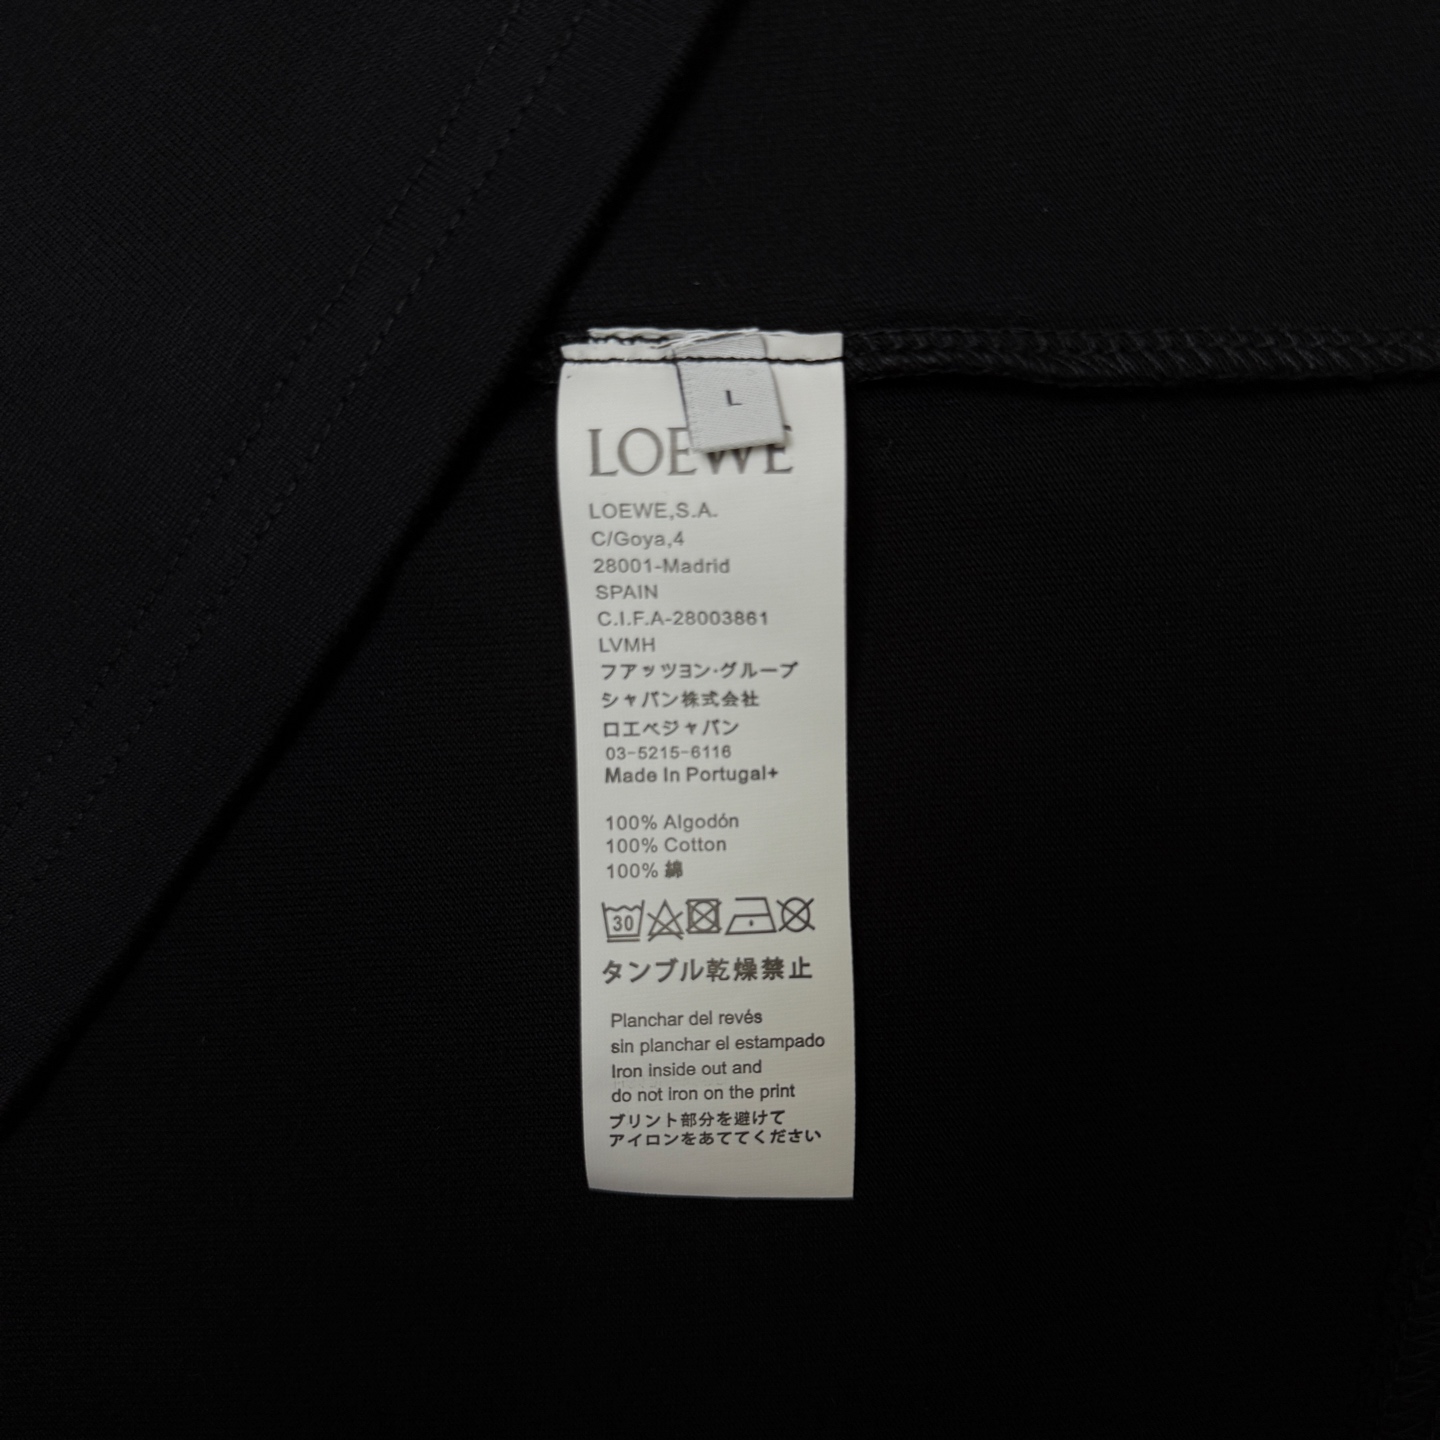 L
LOEWE
LOEWE,S.A.
C/Goya,4
28001-Madrid
SPAIN
C.I.F.A-28003861
LVMH
フアッツヨン·グループ
シャパン株式会社
ロエベジャパン
03-5215-6116
Made In Portugal+
100% Algodón
100% Cotton
100% 綿
30
タンブル乾燥禁止
Planchar del revés
sin planchar el estampado
Iron inside out and
do not iron on the print
プリント部分を避けて
アイロンをあててください